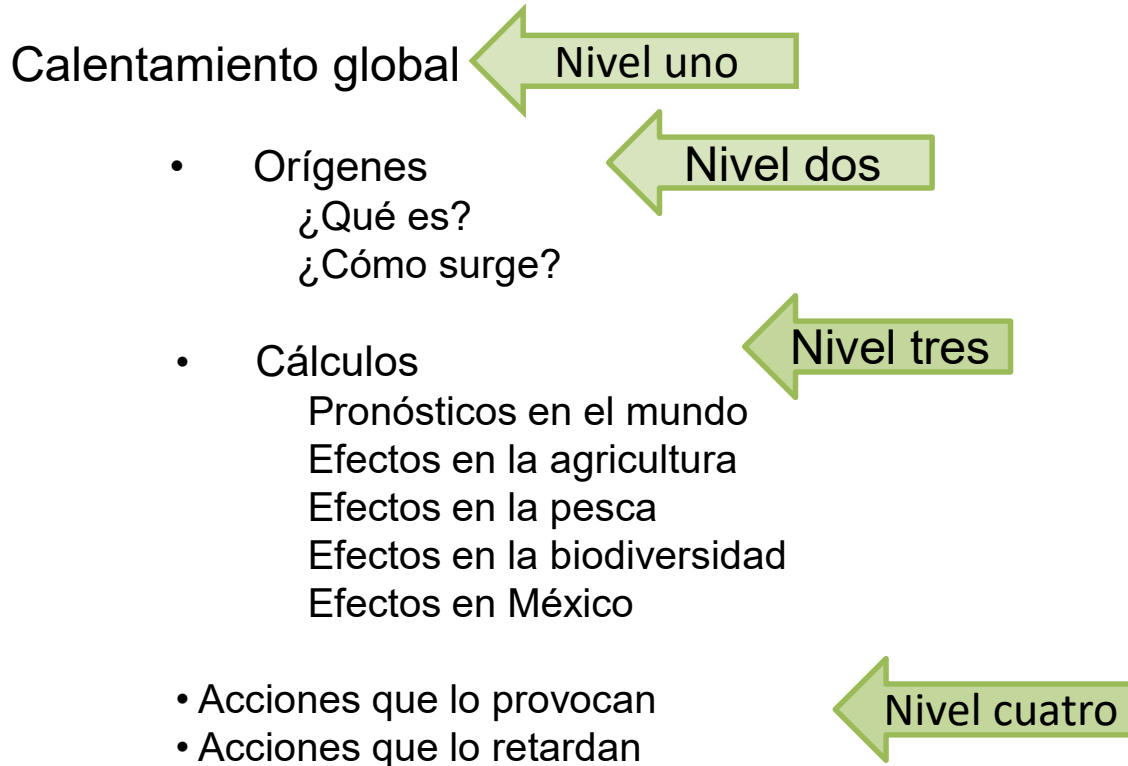 Calentamiento global Nivel uno
• Orígenes Nivel dos
¿Qué es?
¿Cómo surge?
• Cálculos Nivel tres
Pronósticos en el mundo
Efectos en la agricultura
Efectos en la pesca
Efectos en la biodiversidad
Efectos en México
• Acciones que lo provocan Nivel cuatro
• Acciones que lo retardan